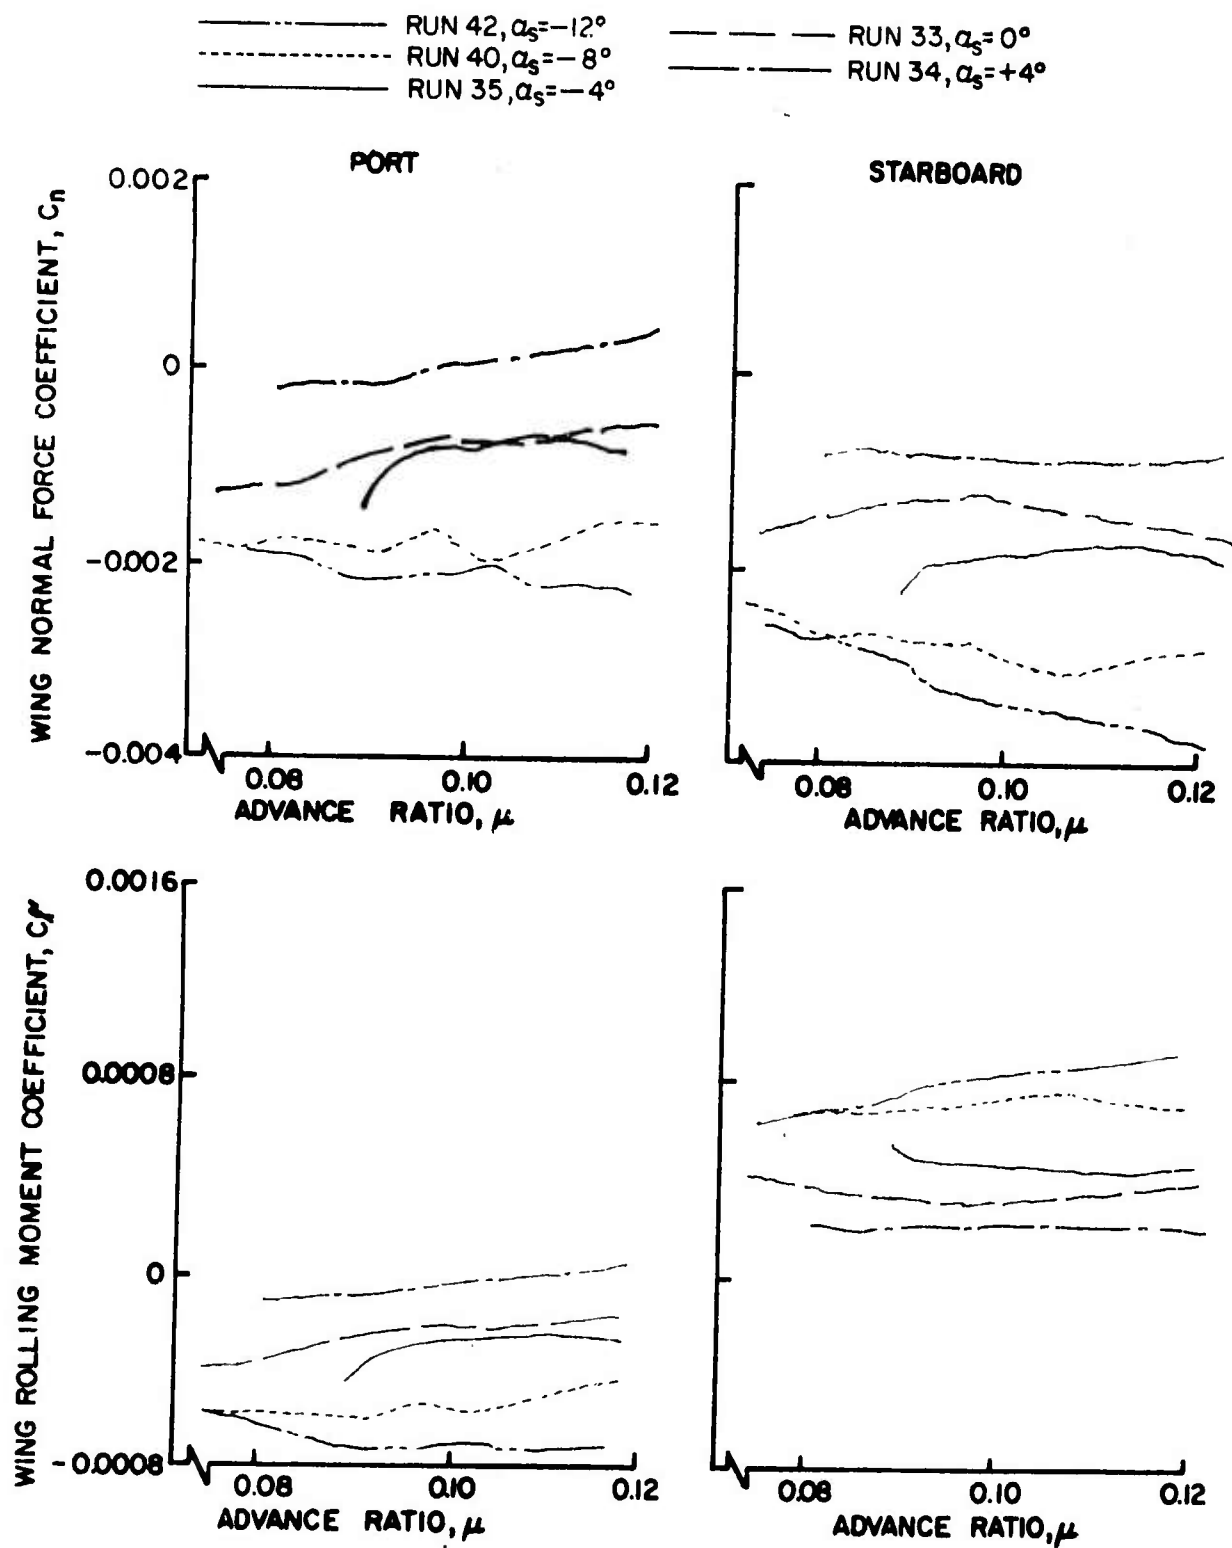 RUN 42, αs=-12°
RUN 40, αs=-8°
RUN 35, αs=-4°
RUN 33, αs=0°
RUN 34, αs=+4°
PORT
STARBOARD
WING NORMAL FORCE COEFFICIENT, Cn
0.002
0
-0.002
-0.004
0.08 0.10 0.12
ADVANCE RATIO, μ
0.08 0.10 0.12
ADVANCE RATIO, μ
WING ROLLING MOMENT COEFFICIENT, Cℓ
0.0016
0.0008
0
-0.0008
0.08 0.10 0.12
ADVANCE RATIO, μ
0.08 0.10 0.12
ADVANCE RATIO, μ